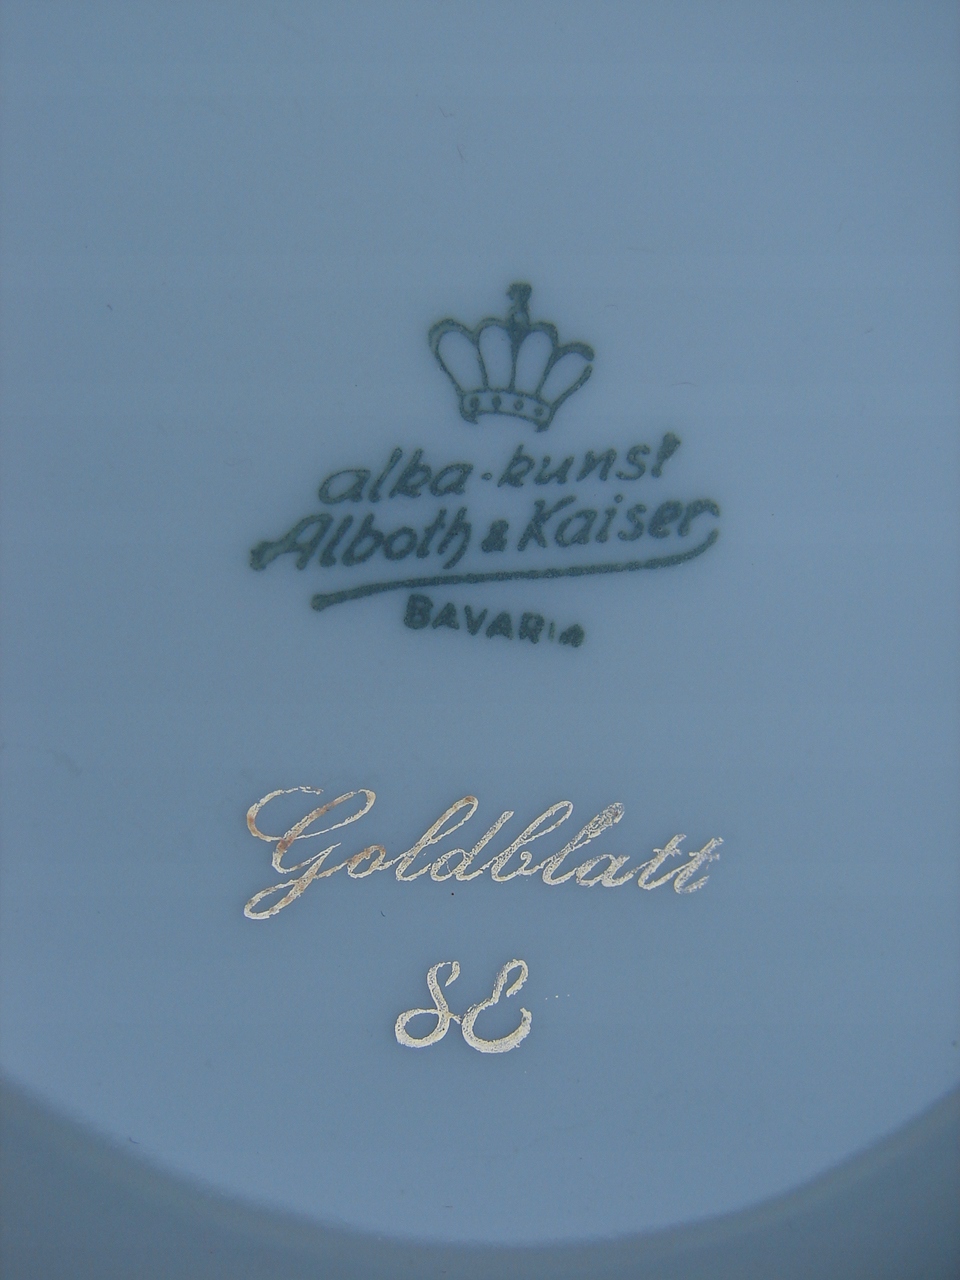 alka-kunst
Alboth & Kaiser
BAVARIA
Goldblatt
SE